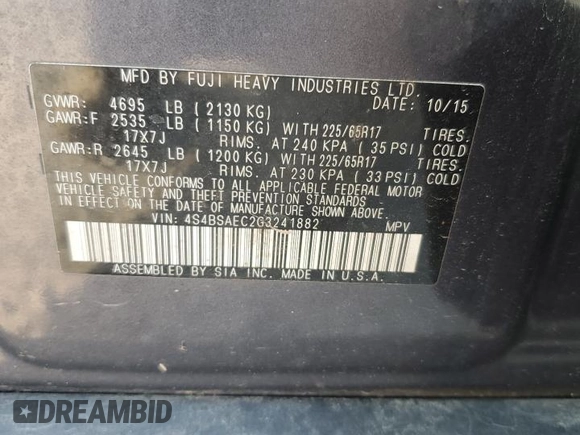 MFD BY FUJI HEAVY INDUSTRIES LTD.
GVWR: 4695 LB ( 2130 KG) DATE: 10/15
GAWR:F 2535 LB ( 1150 KG) WITH 225/65R17 TIRES.
17X7J RIMS. AT 240 KPA ( 35 PSI) COLD
GAWR:R 2645 LB ( 1200 KG) WITH 225/65R17 TIRES.
17X7J RIMS. AT 230 KPA ( 33 PSI) COLD
THIS VEHICLE CONFORMS TO ALL APPLICABLE FEDERAL MOTOR
VEHICLE SAFETY AND THEFT PREVENTION STANDARDS IN
EFFECT ON THE DATE OF MANUFACTURE SHOWN ABOVE.
VIN: 4S4BSAEC2G3241882 MPV
ASSEMBLED BY SIA INC. MADE IN U.S.A.
DREAMBID